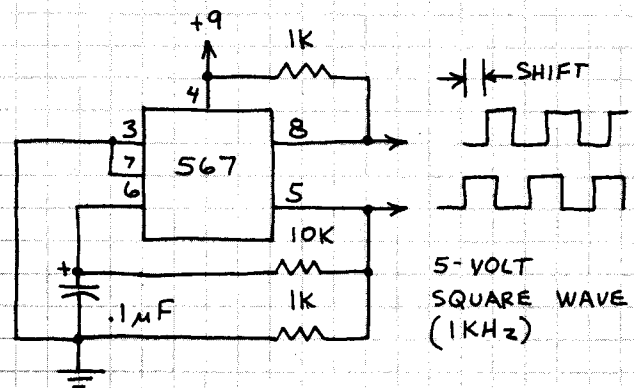 +9
1K
4
SHIFT
3
8
7
567
6
5
10K
+
5-VOLT
1K
SQUARE WAVE
.1µF
(1KHz)